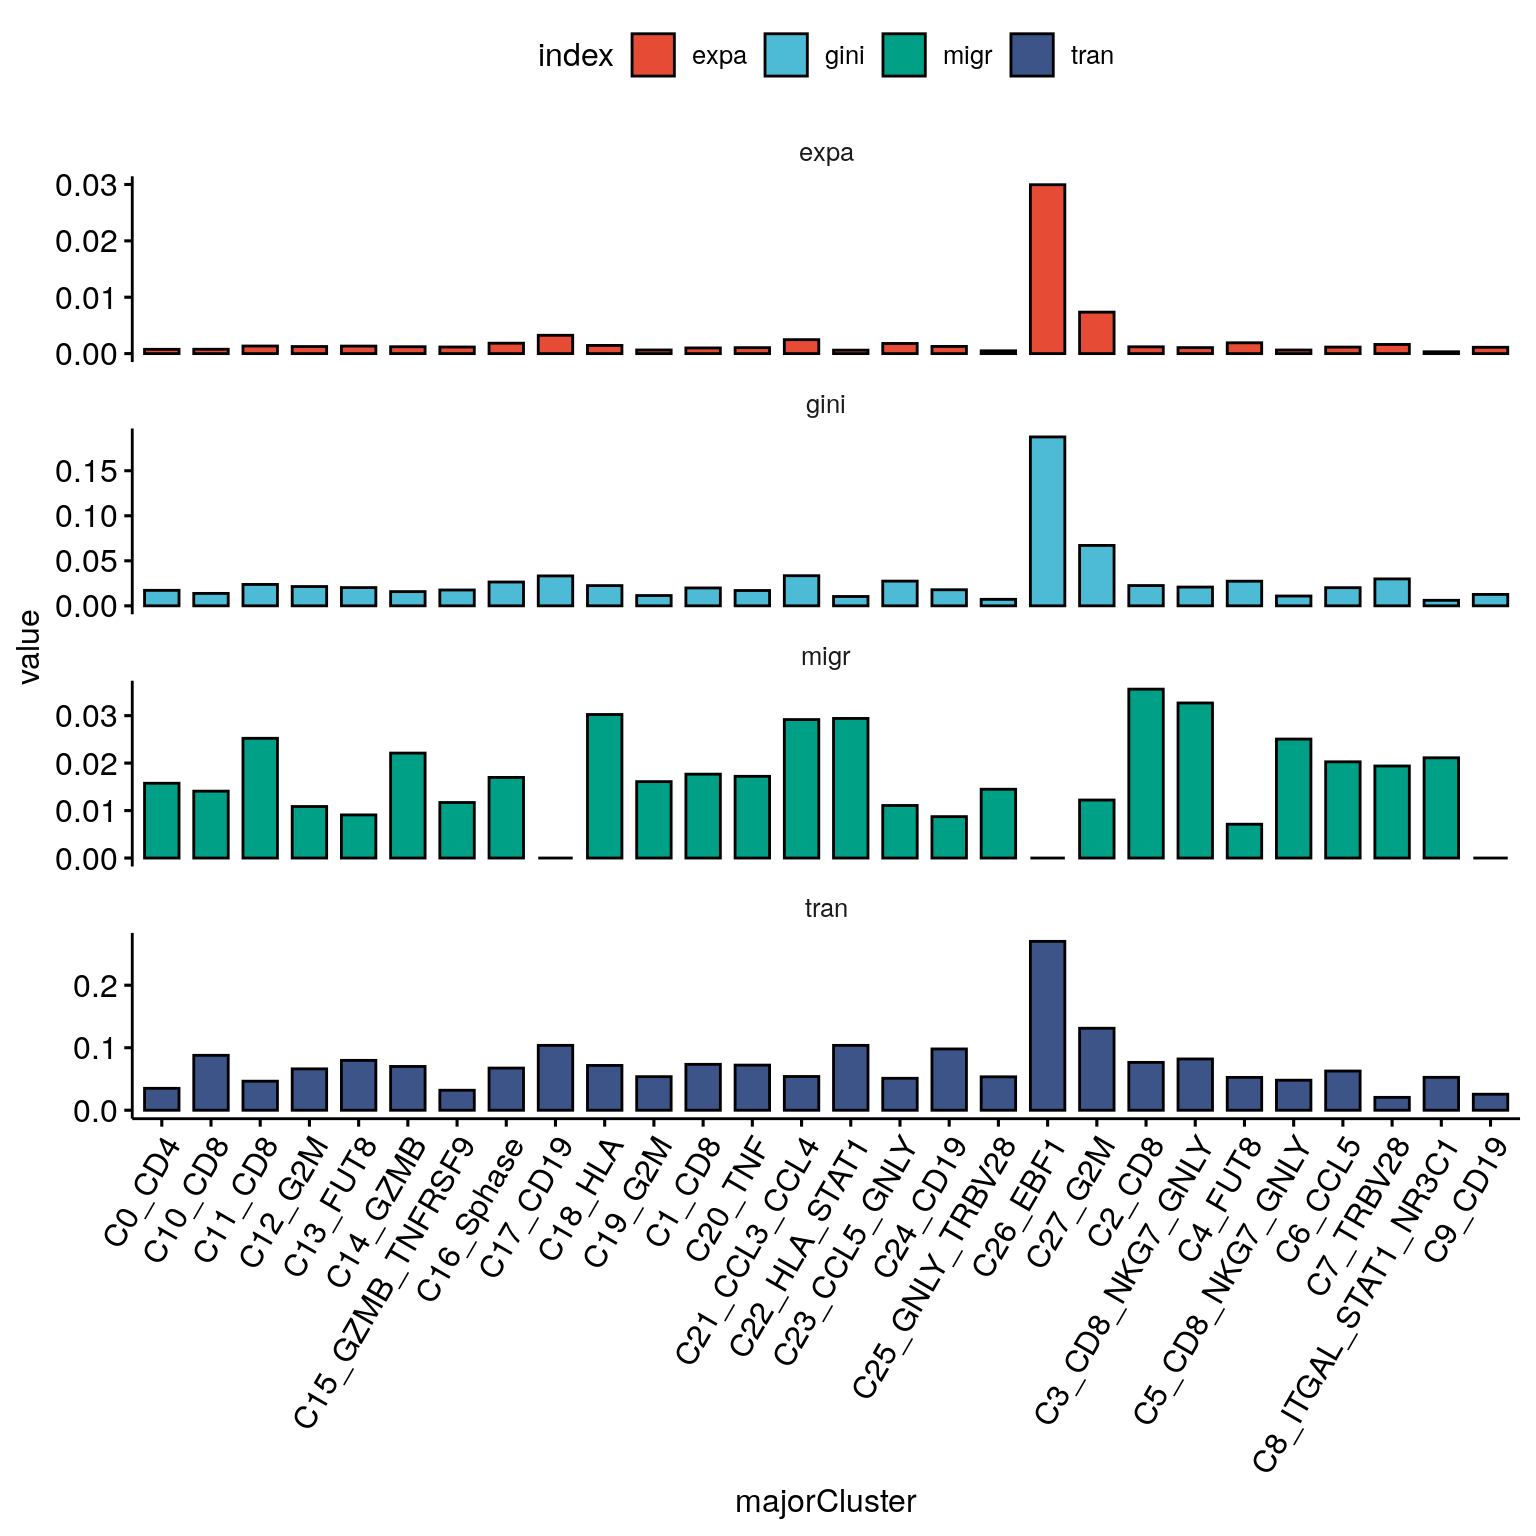 index expa gini migr tran
expa
0.03
0.02
0.01
0.00
gini
0.15
0.10
0.05
0.00
migr
0.03
0.02
0.01
0.00
tran
0.2
0.1
0.0
value
C0_CD4
C10_CD8
C11_CD8
C12_G2M
C13_FUT8
C14_GZMB
C15_GZMB_TNFRSF9
C16_Sphase
C17_CD19
C18_HLA
C19_G2M
C1_CD8
C20_TNF
C21_CCL3_CCL4
C22_HLA_STAT1
C23_CCL5_GNLY
C24_CD19
C25_GNLY_TRBV28
C26_EBF1
C27_G2M
C2_CD8
C3_CD8_NKG7_GNLY
C4_FUT8
C5_CD8_NKG7_GNLY
C6_CCL5
C7_TRBV28
C8_ITGAL_STAT1_NR3C1
C9_CD19
majorCluster